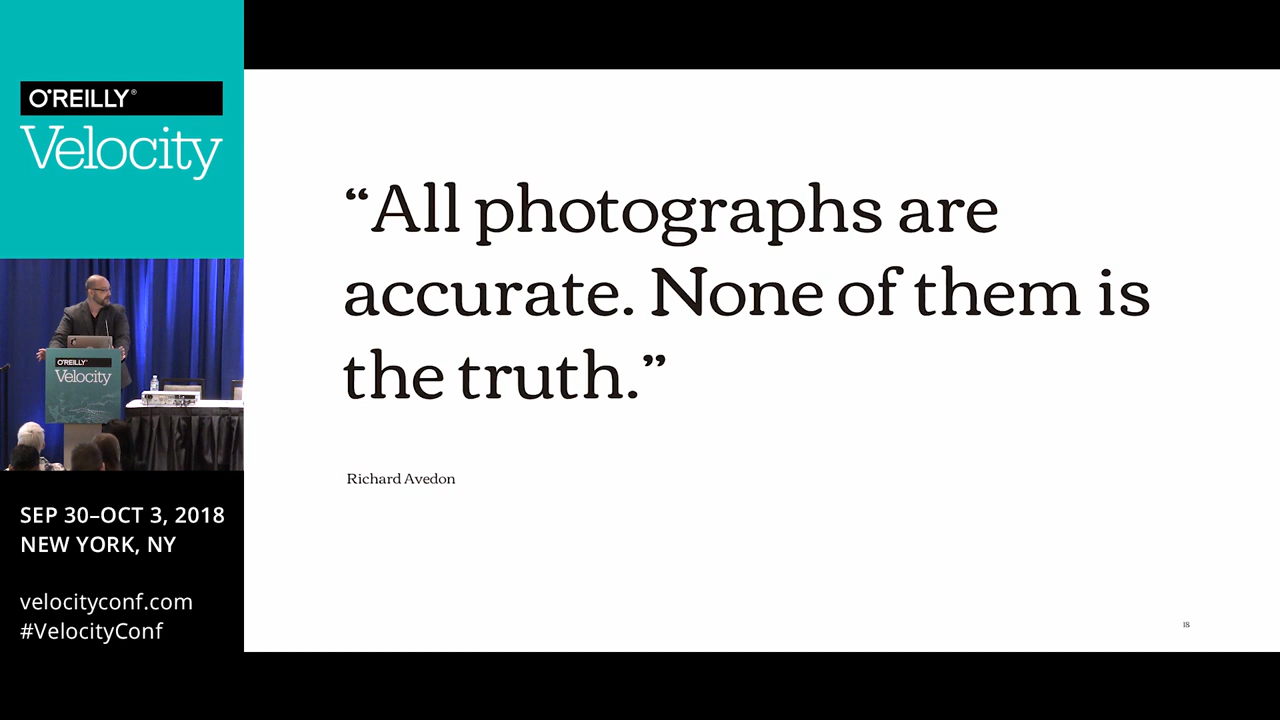 O'REILLY®
Velocity
O'REILLY®
Velocity
SEP 30–OCT 3, 2018
NEW YORK, NY
velocityconf.com
#VelocityConf
“All photographs are
accurate. None of them is
the truth.”
Richard Avedon
18